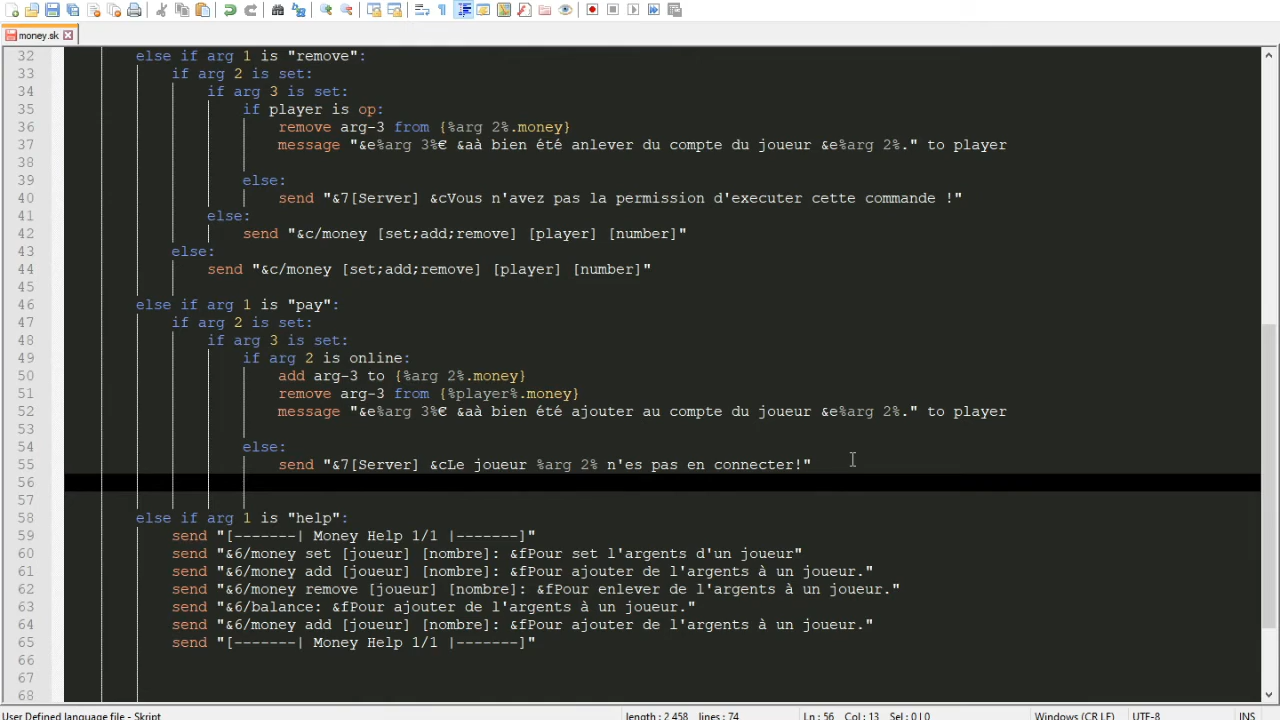 money.sk
32 else if arg 1 is "remove":
33 if arg 2 is set:
34 if arg 3 is set:
35 if player is op:
36 remove arg-3 from {%arg 2%.money}
37 message "&e%arg 3%€ &aà bien été anlever du compte du joueur &e%arg 2%." to player
38
39 else:
40 send "&7[Server] &cVous n'avez pas la permission d'executer cette commande !"
41 else:
42 send "&c/money [set;add;remove] [player] [number]"
43 else:
44 send "&c/money [set;add;remove] [player] [number]"
45
46 else if arg 1 is "pay":
47 if arg 2 is set:
48 if arg 3 is set:
49 if arg 2 is online:
50 add arg-3 to {%arg 2%.money}
51 remove arg-3 from {%player%.money}
52 message "&e%arg 3%€ &aà bien été ajouter au compte du joueur &e%arg 2%." to player
53
54 else:
55 send "&7[Server] &cLe joueur %arg 2% n'es pas en connecter!"
56
57
58 else if arg 1 is "help":
59 send "[-------| Money Help 1/1 |-------]"
60 send "&6/money set [joueur] [nombre]: &fPour set l'argents d'un joueur"
61 send "&6/money add [joueur] [nombre]: &fPour ajouter de l'argents à un joueur."
62 send "&6/money remove [joueur] [nombre]: &fPour enlever de l'argents à un joueur."
63 send "&6/balance: &fPour ajouter de l'argents à un joueur."
64 send "&6/money add [joueur] [nombre]: &fPour ajouter de l'argents à un joueur."
65 send "[-------| Money Help 1/1 |-------]"
66
67
68
User Defined language file - Skript length : 2 458 lines : 74 Ln : 56 Col : 13 Sel : 0 | 0 Windows (CR LF) UTF-8 INS